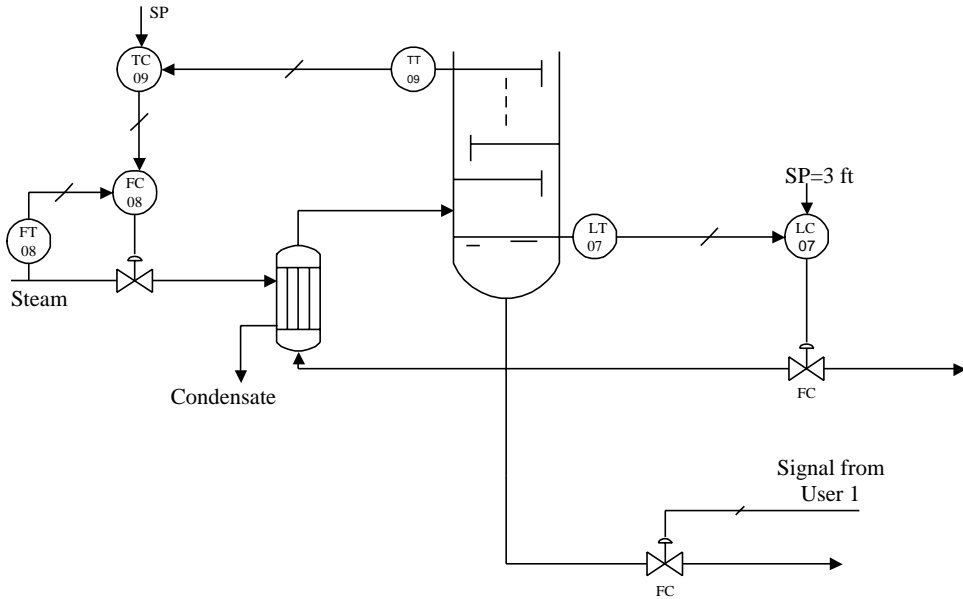 SP
TC
09
TT
09
FC
08
SP=3 ft
FT
08
LT
07
LC
07
Steam
Condensate
FC
Signal from
User 1
FC